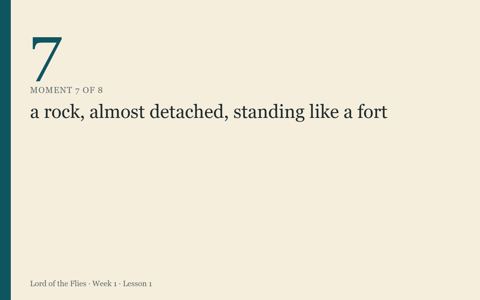 7
MOMENT 7 OF 8
a rock, almost detached, standing like a fort
Lord of the Flies · Week 1 · Lesson 1